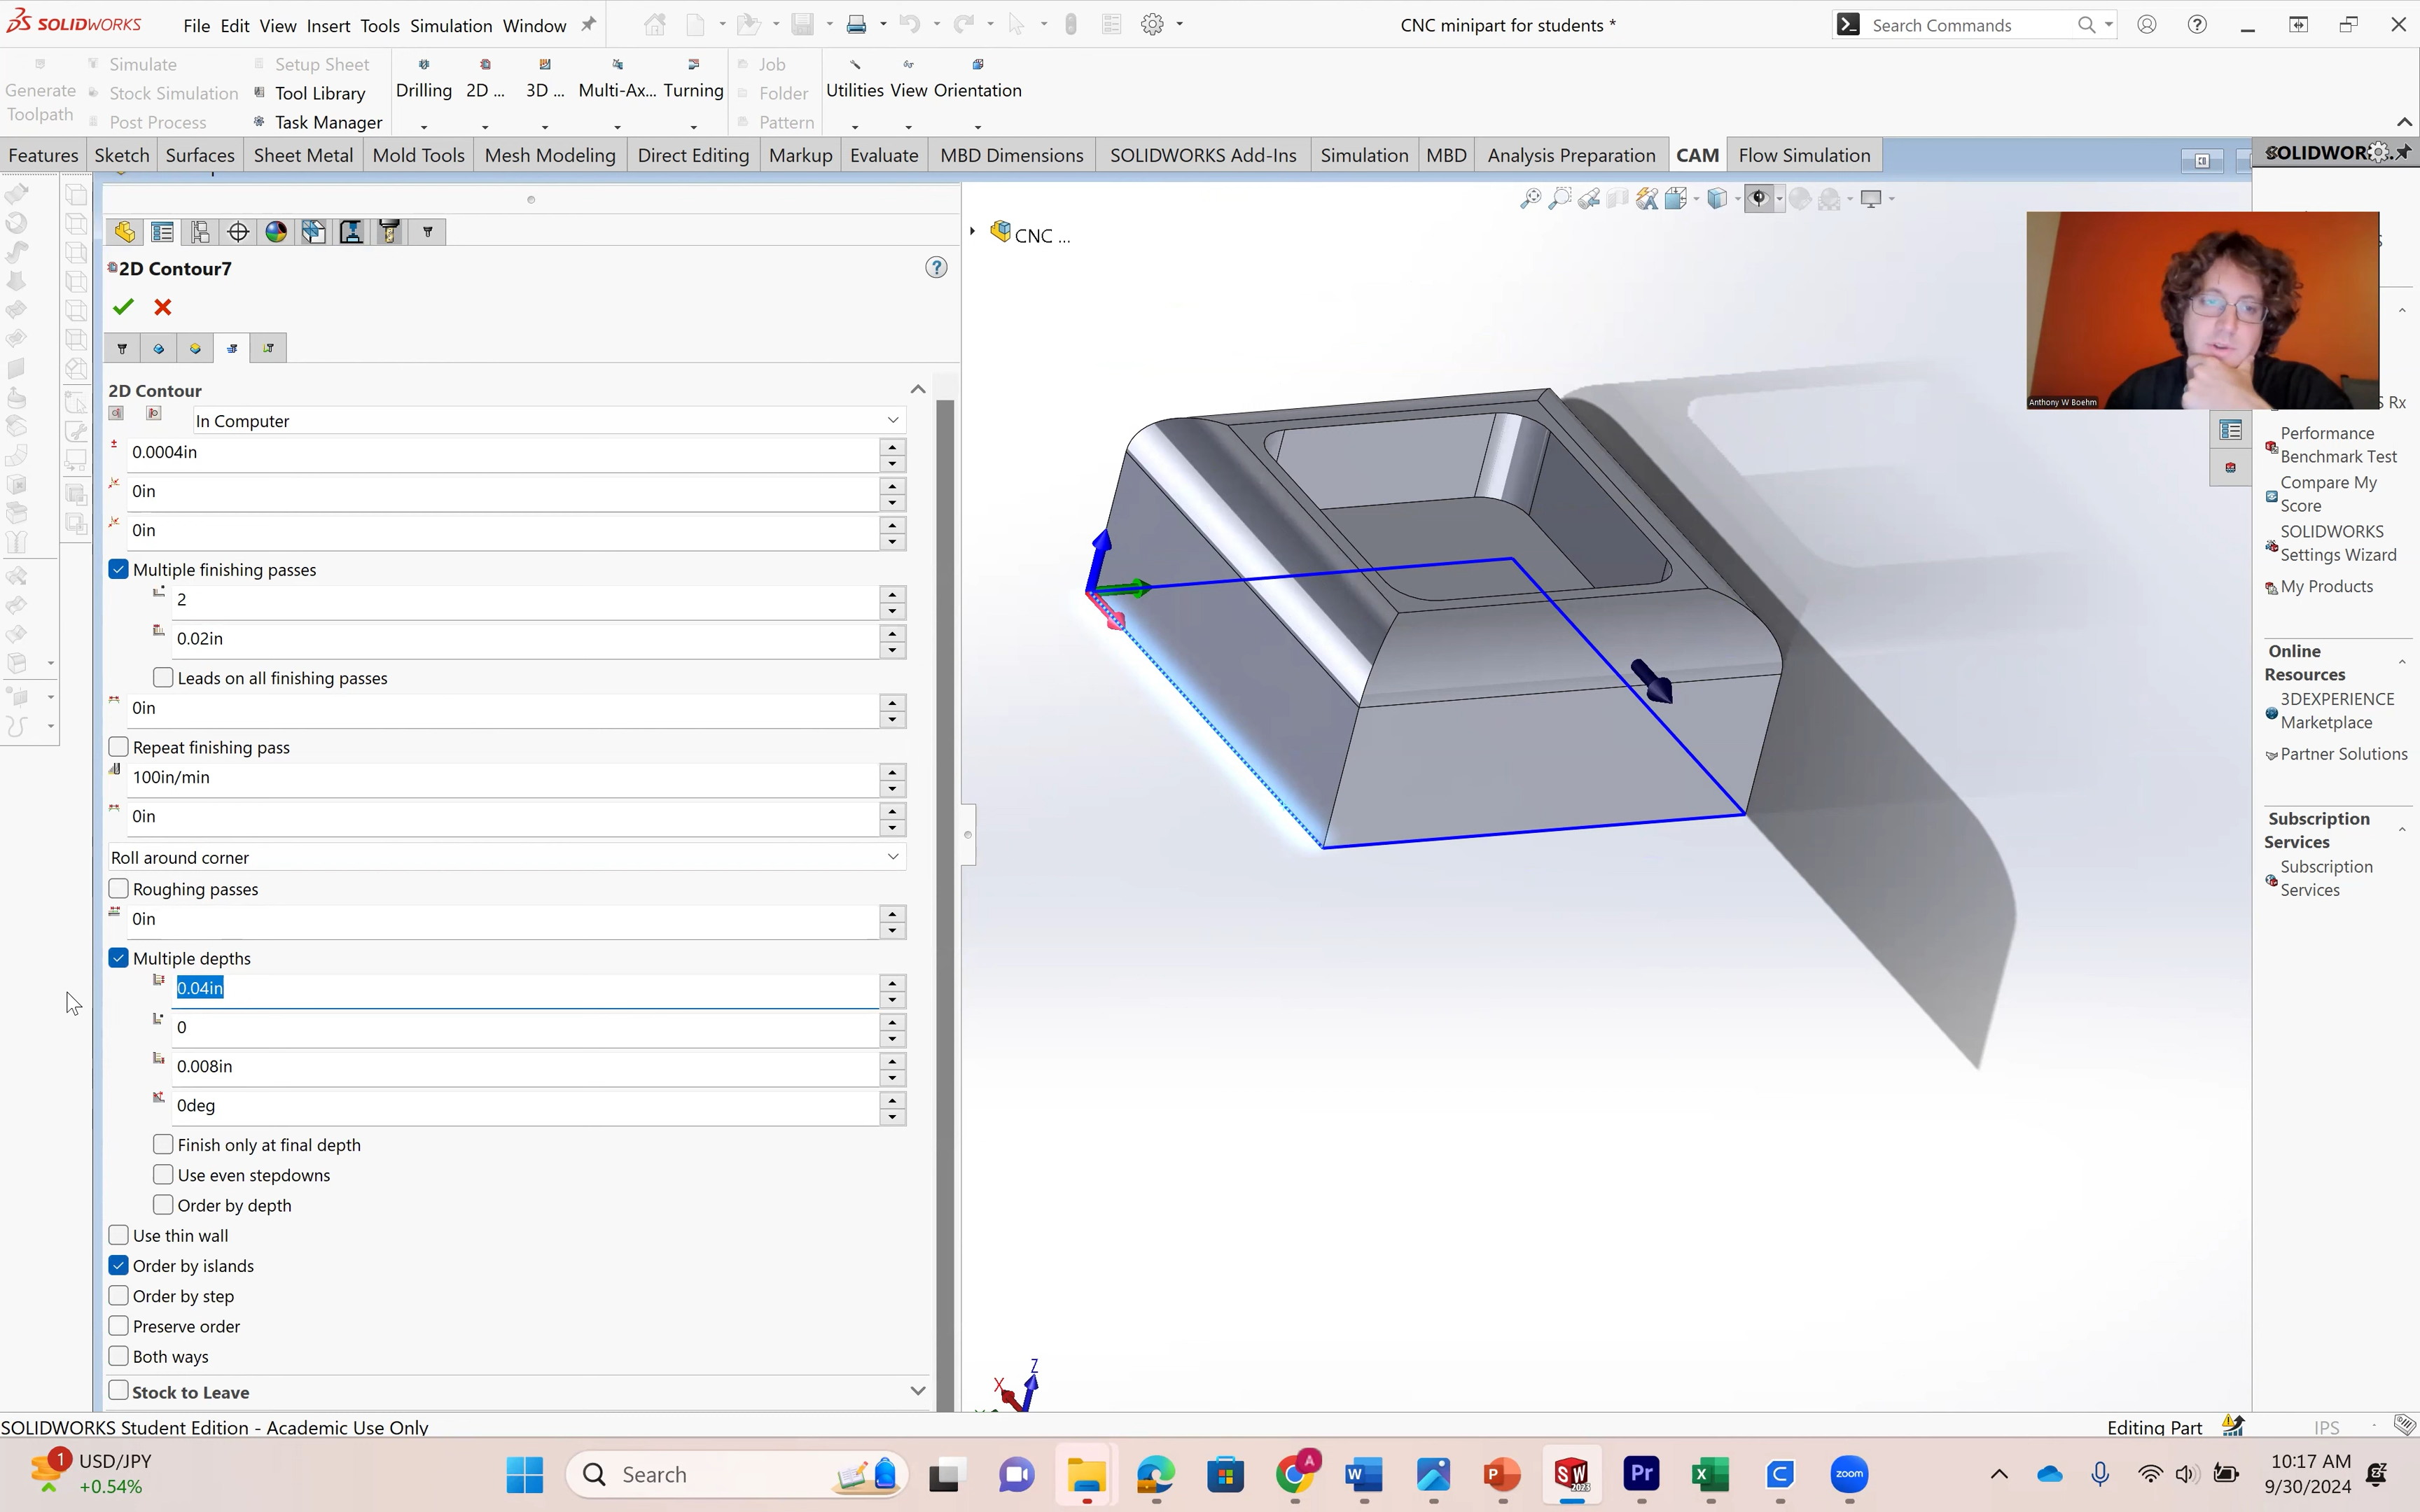 SOLIDWORKS
File Edit View Insert Tools Simulation Window
CNC minipart for students *
Search Commands
Generate Toolpath
Simulate
Stock Simulation
Post Process
Setup Sheet
Tool Library
Task Manager
Drilling 2D ... 3D ... Multi-Ax... Turning
Job
Folder
Pattern
Utilities View Orientation
Features Sketch Surfaces Sheet Metal Mold Tools Mesh Modeling Direct Editing Markup Evaluate MBD Dimensions SOLIDWORKS Add-Ins Simulation MBD Analysis Preparation CAM Flow Simulation
CNC ...
2D Contour7
2D Contour
In Computer
0.0004in
0in
0in
Multiple finishing passes
2
0.02in
Leads on all finishing passes
0in
Repeat finishing pass
100in/min
0in
Roll around corner
Roughing passes
0in
Multiple depths
0.04in
0
0.008in
0deg
Finish only at final depth
Use even stepdowns
Order by depth
Use thin wall
Order by islands
Order by step
Preserve order
Both ways
Stock to Leave
X
Z
Anthony W Boehm
Rx
Performance
Benchmark Test
Compare My
Score
SOLIDWORKS
Settings Wizard
My Products
Online
Resources
3DEXPERIENCE
Marketplace
Partner Solutions
Subscription
Services
Subscription
Services
SOLIDWORKS Student Edition - Academic Use Only
Editing Part
IPS
1
USD/JPY
+0.54%
Search
A
W
P
SW
2023
Pr
X
C
zoom
10:17 AM
9/30/2024